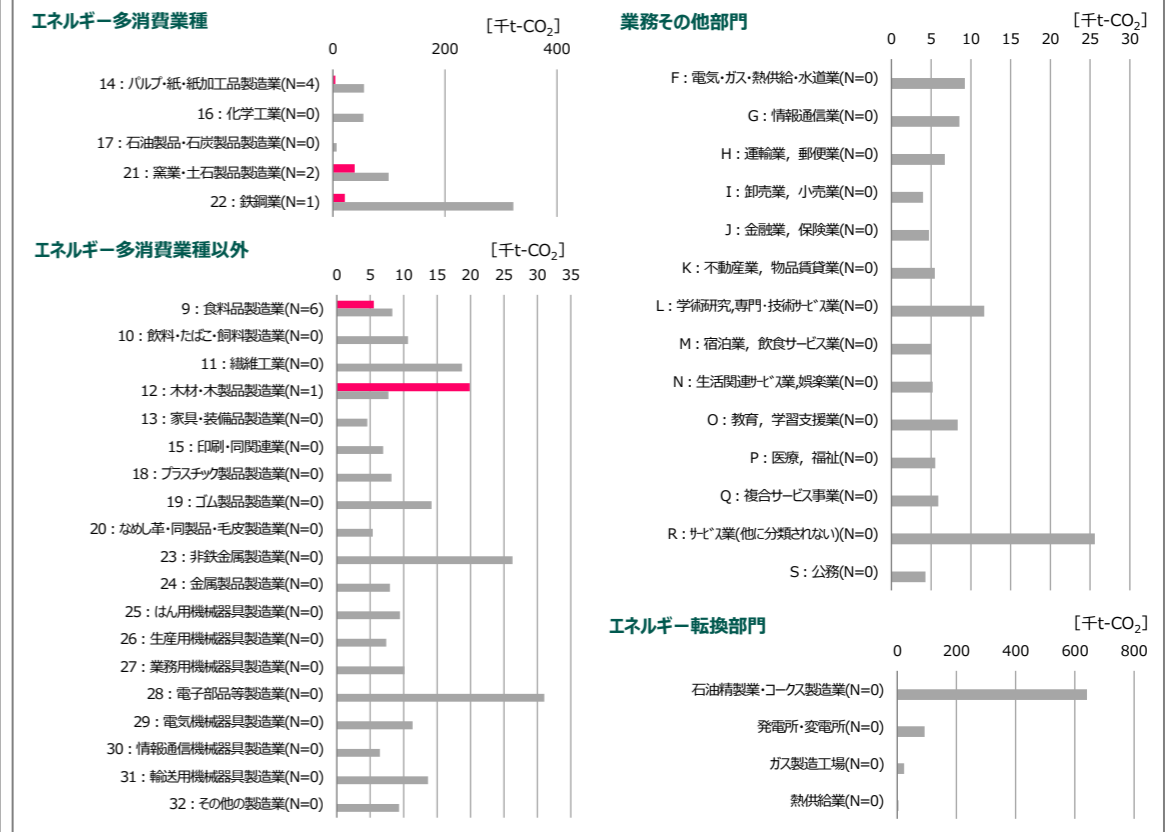 エネルギー多消費業種
[千t-CO2]
0 200 400
14：パルプ・紙・紙加工品製造業(N=4)
16：化学工業(N=0)
17：石油製品・石炭製品製造業(N=0)
21：窯業・土石製品製造業(N=2)
22：鉄鋼業(N=1)
エネルギー多消費業種以外
[千t-CO2]
0 5 10 15 20 25 30 35
9：食料品製造業(N=6)
10：飲料・たばこ・飼料製造業(N=0)
11：繊維工業(N=0)
12：木材・木製品製造業(N=1)
13：家具・装備品製造業(N=0)
15：印刷・同関連業(N=0)
18：プラスチック製品製造業(N=0)
19：ゴム製品製造業(N=0)
20：なめし革・同製品・毛皮製造業(N=0)
23：非鉄金属製造業(N=0)
24：金属製品製造業(N=0)
25：はん用機械器具製造業(N=0)
26：生産用機械器具製造業(N=0)
27：業務用機械器具製造業(N=0)
28：電子部品等製造業(N=0)
29：電気機械器具製造業(N=0)
30：情報通信機械器具製造業(N=0)
31：輸送用機械器具製造業(N=0)
32：その他の製造業(N=0)
業務その他部門
[千t-CO2]
0 5 10 15 20 25 30
F：電気・ガス・熱供給・水道業(N=0)
G：情報通信業(N=0)
H：運輸業，郵便業(N=0)
I：卸売業，小売業(N=0)
J：金融業，保険業(N=0)
K：不動産業，物品賃貸業(N=0)
L：学術研究,専門・技術サービス業(N=0)
M：宿泊業，飲食サービス業(N=0)
N：生活関連サービス業,娯楽業(N=0)
O：教育，学習支援業(N=0)
P：医療，福祉(N=0)
Q：複合サービス事業(N=0)
R：サービス業(他に分類されない)(N=0)
S：公務(N=0)
エネルギー転換部門
[千t-CO2]
0 200 400 600 800
石油精製業・コークス製造業(N=0)
発電所・変電所(N=0)
ガス製造工場(N=0)
熱供給業(N=0)